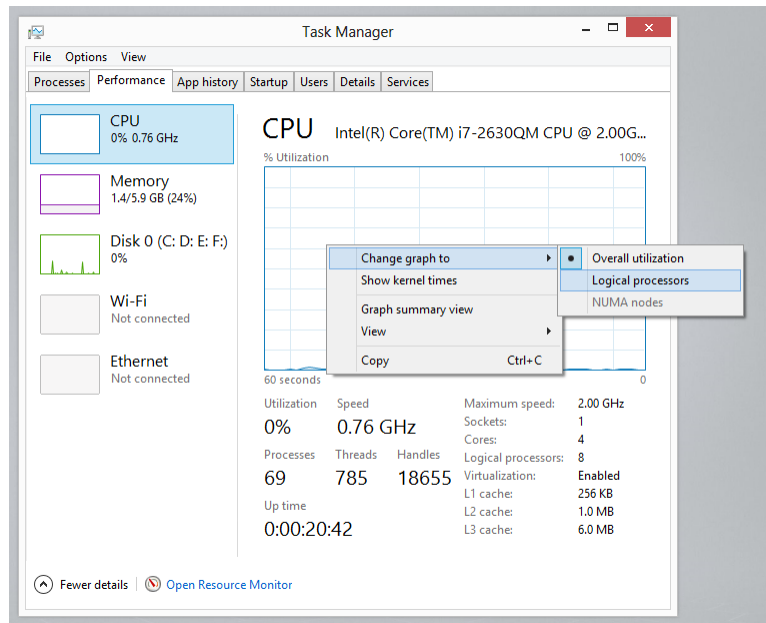 Task Manager
File Options View
Processes Performance App history Startup Users Details Services
CPU
0% 0.76 GHz
Memory
1.4/5.9 GB (24%)
Disk 0 (C: D: E: F:)
0%
Wi-Fi
Not connected
Ethernet
Not connected
CPU Intel(R) Core(TM) i7-2630QM CPU @ 2.00G...
% Utilization 100%
Change graph to
Show kernel times
Graph summary view
View
Copy Ctrl+C
Overall utilization
Logical processors
NUMA nodes
60 seconds 0
Utilization Speed
0% 0.76 GHz
Processes Threads Handles
69 785 18655
Up time
0:00:20:42
Maximum speed: 2.00 GHz
Sockets: 1
Cores: 4
Logical processors: 8
Virtualization: Enabled
L1 cache: 256 KB
L2 cache: 1.0 MB
L3 cache: 6.0 MB
Fewer details Open Resource Monitor